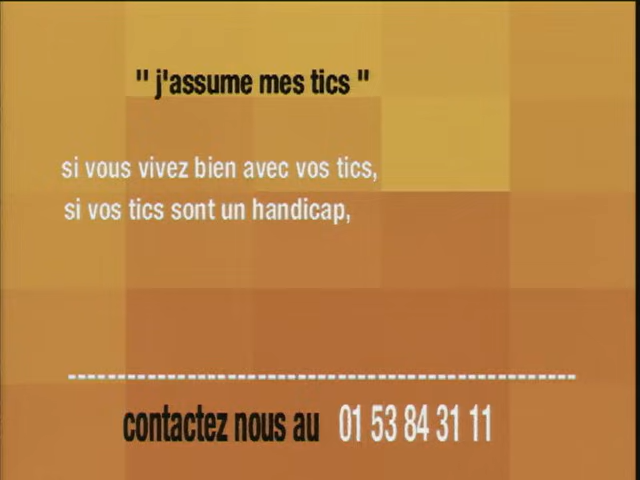 " j'assume mes tics "
si vous vivez bien avec vos tics,
si vos tics sont un handicap,
contactez nous au 01 53 84 31 11